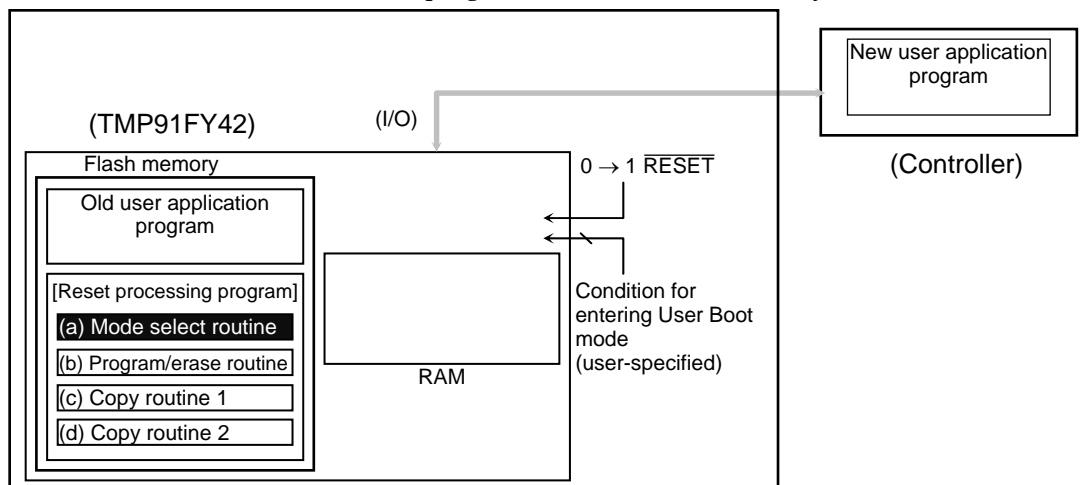 New user application
program
(TMP91FY42)
(I/O)
(Controller)
Flash memory
0 → 1 RESET
Old user application
program
[Reset processing program]
(a) Mode select routine
(b) Program/erase routine
(c) Copy routine 1
(d) Copy routine 2
RAM
Condition for
entering User Boot
mode
(user-specified)